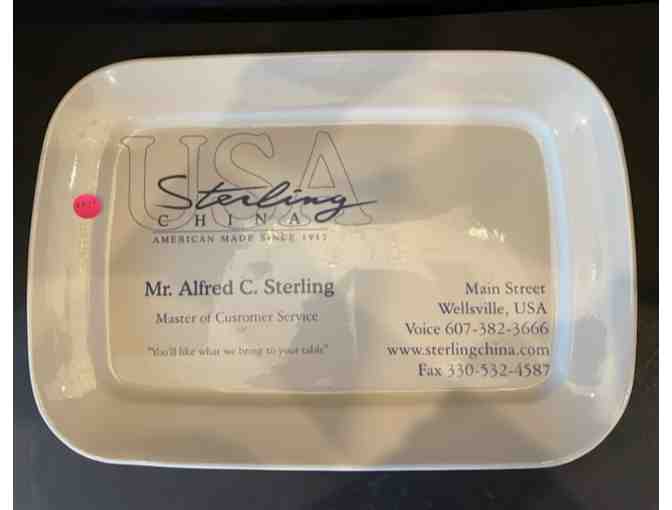 USA
Sterling
CHINA
AMERICAN MADE SINCE 1917
Mr. Alfred C. Sterling
Master of Customer Service
"You'll like what we bring to your table"
Main Street
Wellsville, USA
Voice 607-382-3666
www.sterlingchina.com
Fax 330-532-4587